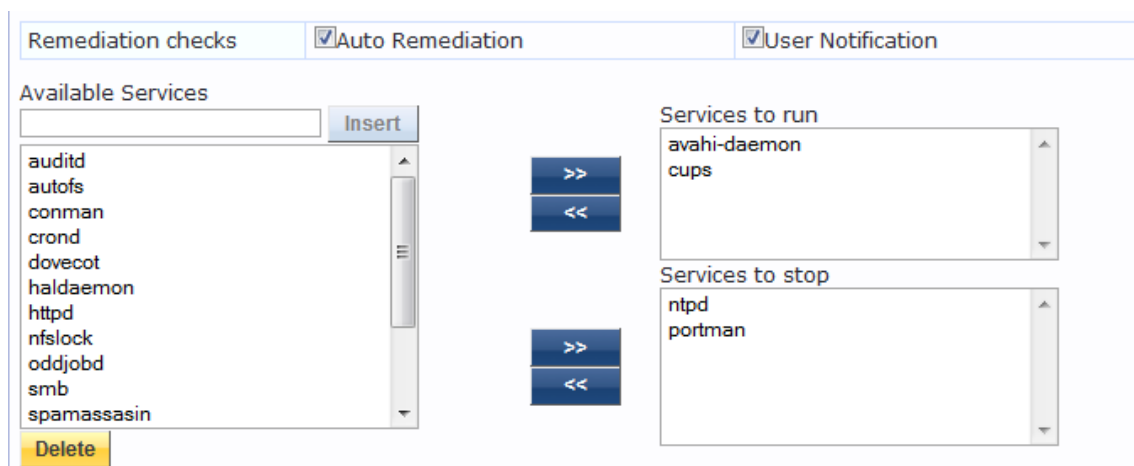 Remediation checks Auto Remediation User Notification
Available Services
Insert
auditd
autofs
conman
crond
dovecot
haldaemon
httpd
nfslock
oddjobd
smb
spamassasin
Delete
>>
<<
>>
<<
Services to run
avahi-daemon
cups
Services to stop
ntpd
portman